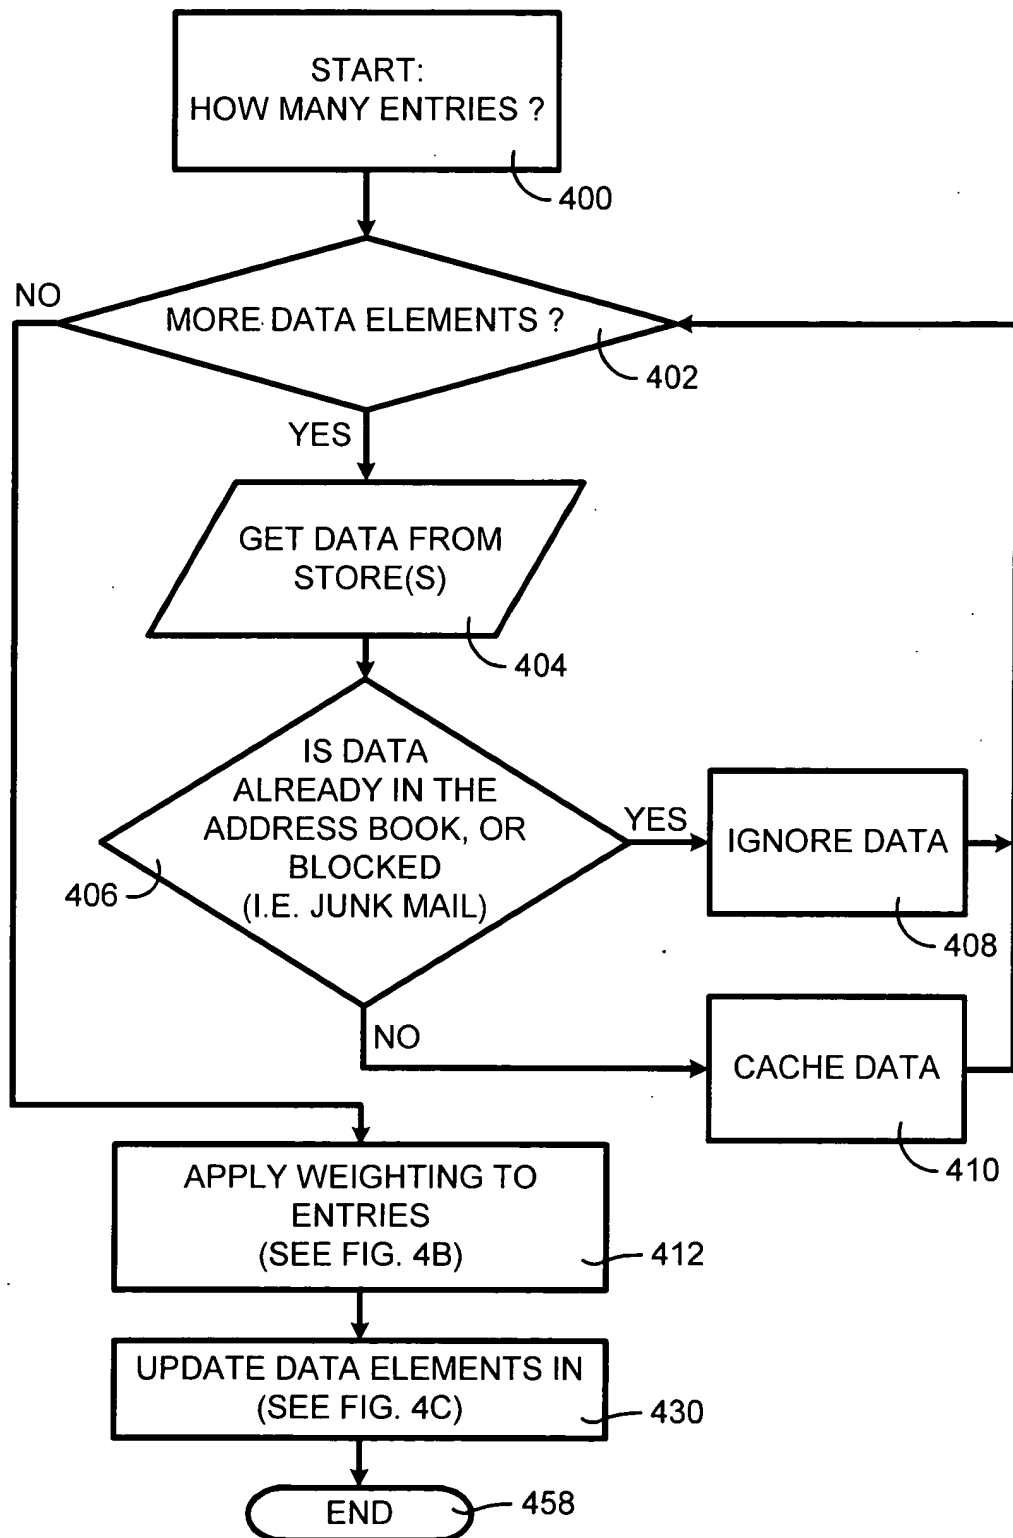 START:
HOW MANY ENTRIES ?
400
NO
MORE DATA ELEMENTS ?
402
YES
GET DATA FROM
STORE(S)
404
IS DATA
ALREADY IN THE
ADDRESS BOOK, OR
BLOCKED
(I.E. JUNK MAIL)
406
YES
IGNORE DATA
408
NO
CACHE DATA
410
APPLY WEIGHTING TO
ENTRIES
(SEE FIG. 4B)
412
UPDATE DATA ELEMENTS IN
(SEE FIG. 4C)
430
END
458